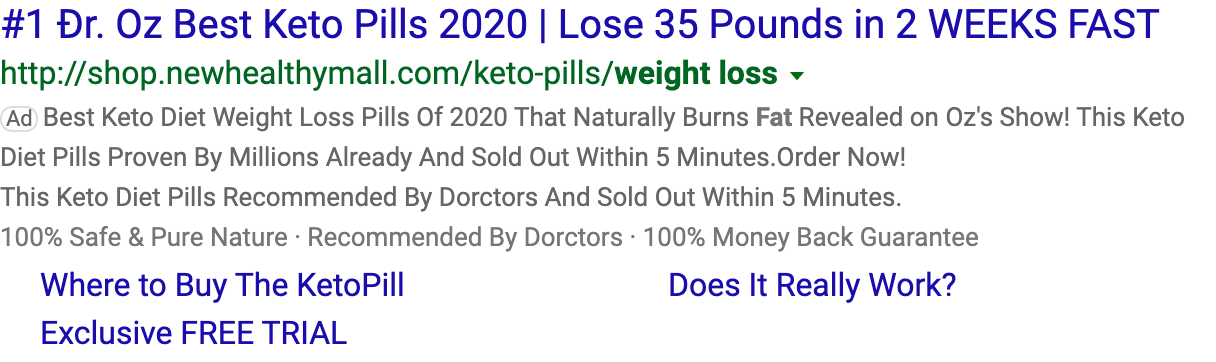 #1 Ðr. Oz Best Keto Pills 2020 | Lose 35 Pounds in 2 WEEKS FAST
http://shop.newhealthymall.com/keto-pills/weight loss
Ad Best Keto Diet Weight Loss Pills Of 2020 That Naturally Burns Fat Revealed on Oz's Show! This Keto
Diet Pills Proven By Millions Already And Sold Out Within 5 Minutes.Order Now!
This Keto Diet Pills Recommended By Dorctors And Sold Out Within 5 Minutes.
100% Safe & Pure Nature · Recommended By Dorctors · 100% Money Back Guarantee
Where to Buy The KetoPill Does It Really Work?
Exclusive FREE TRIAL